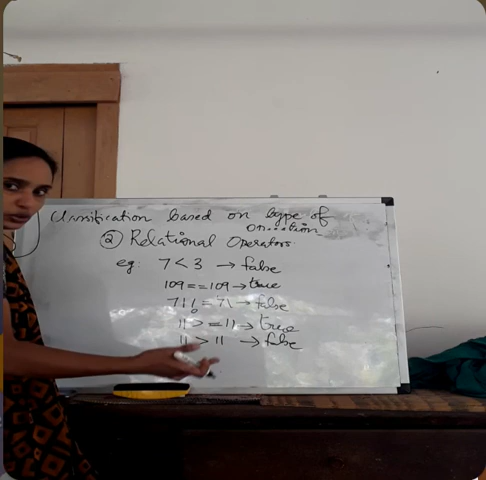 Classification based on type of
② Relational Operators
eg: 7 < 3 → false
109 == 109 → true
71 != 71 → false
11 >= 11 → true
11 > 11 → false